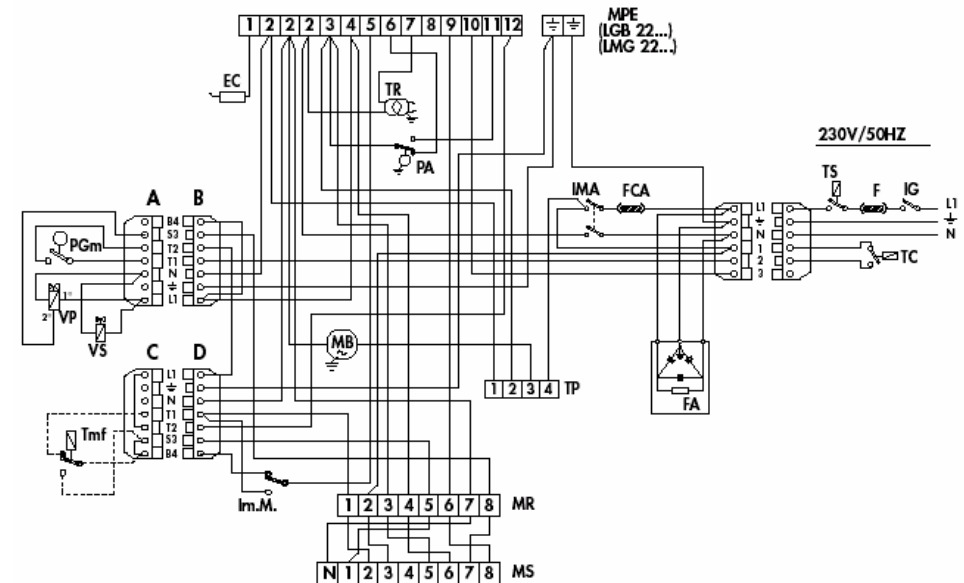 MPE
(LGB 22...)
(LMG 22...)
1 2 2 2 3 4 5 6 7 8 9 10 11 12
EC
TR
PA
230V/50HZ
IMA FCA
TS F IG
L1
N
TC
L1
N
1
2
3
A B
B4
S3
T2
T1
N
L1
PGm
1°
2° VP
VS
MB
1 2 3 4 TP
FA
C D
L1
N
T1
T2
S3
B4
Tmf
Im.M.
1 2 3 4 5 6 7 8 MR
N 1 2 3 4 5 6 7 8 MS